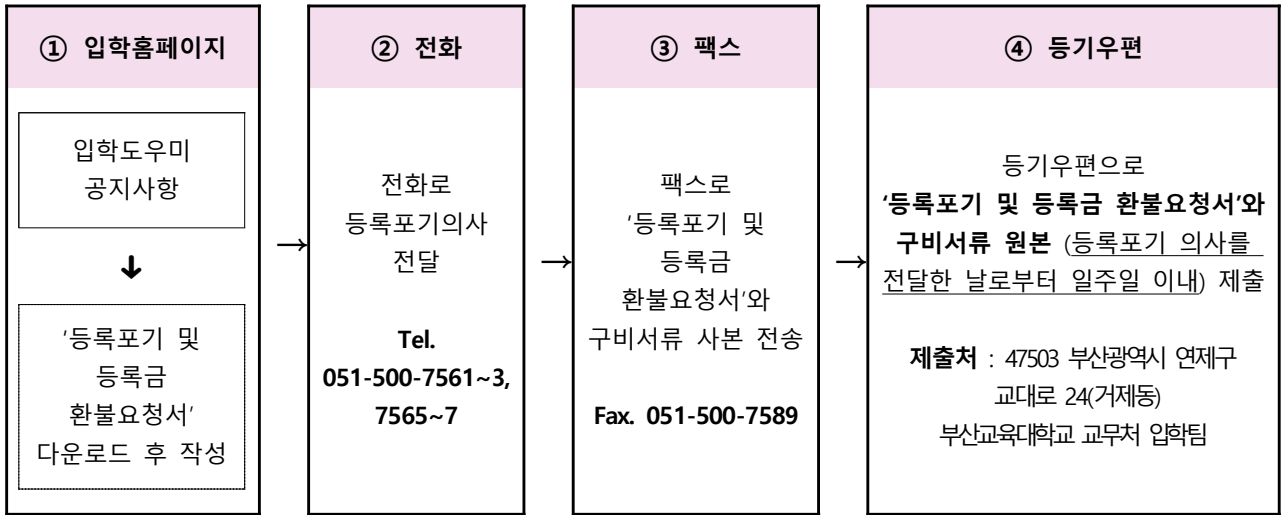 ① 입학홈페이지
입학도우미
공지사항
↓
'등록포기 및
등록금
환불요청서'
다운로드 후 작성
→
② 전화
전화로
등록포기의사
전달
Tel.
051-500-7561~3,
7565~7
→
③ 팩스
팩스로
'등록포기 및
등록금
환불요청서'와
구비서류 사본 전송
Fax. 051-500-7589
→
④ 등기우편
등기우편으로
'등록포기 및 등록금 환불요청서'와
구비서류 원본 (등록포기 의사를
전달한 날로부터 일주일 이내) 제출
제출처 : 47503 부산광역시 연제구
교대로 24(거제동)
부산교육대학교 교무처 입학팀